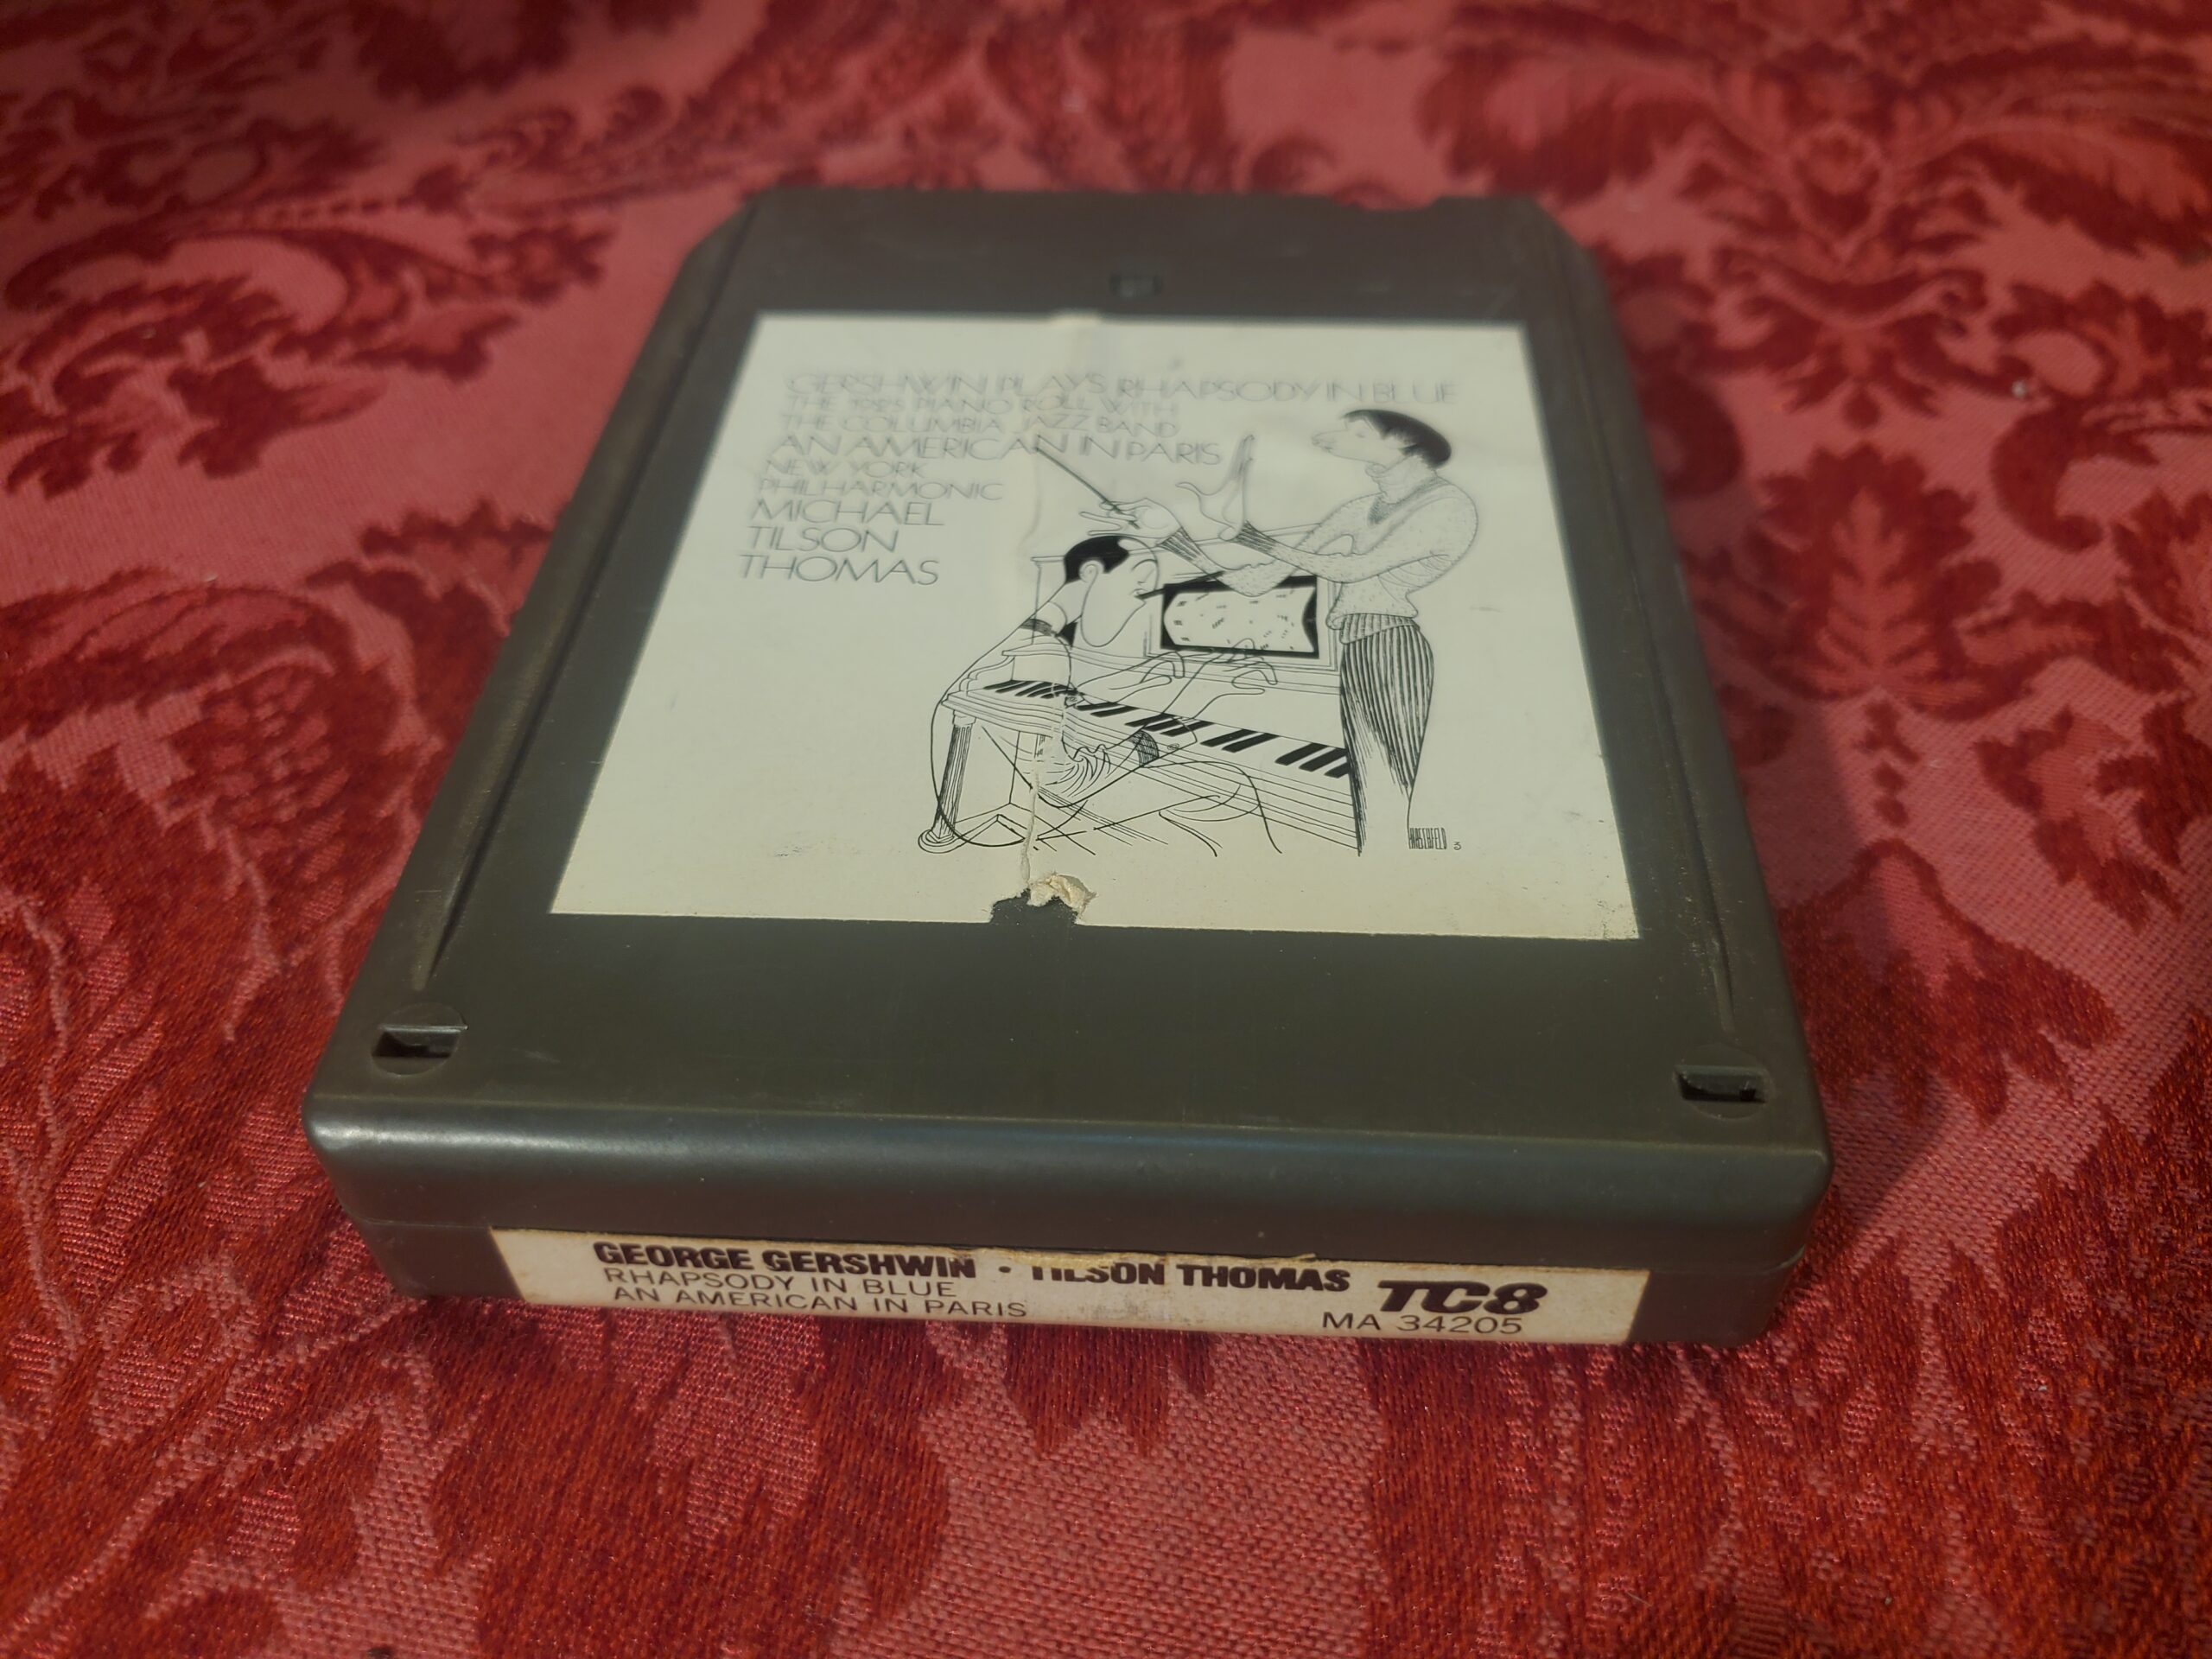 GERSHWIN PLAYS RHAPSODY IN BLUE
THE 1925 PIANO ROLL WITH
THE COLUMBIA JAZZ BAND
AN AMERICAN IN PARIS
NEW YORK
PHILHARMONIC
MICHAEL
TILSON
THOMAS
HIRSCHFELD 3
GEORGE GERSHWIN • TILSON THOMAS
RHAPSODY IN BLUE
AN AMERICAN IN PARIS
TC8
MA 34205